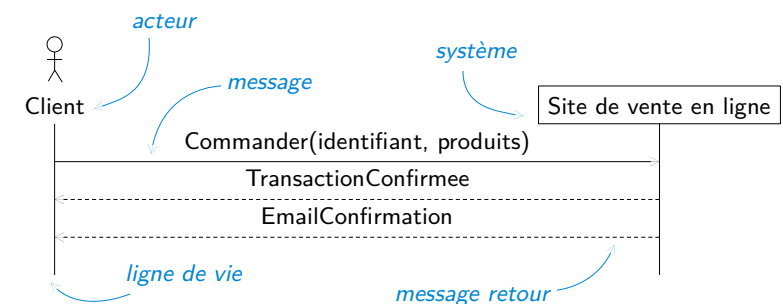 acteur
système
message
Client
Site de vente en ligne
Commander(identifiant, produits)
TransactionConfirmee
EmailConfirmation
ligne de vie
message retour